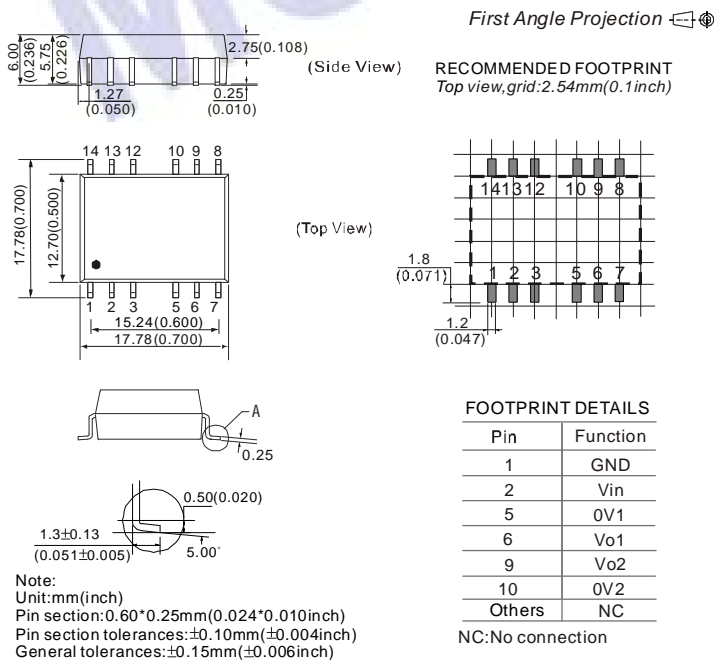 First Angle Projection
6.00
(0.236)
5.75
(0.226)
2.75(0.108)
1.27
(0.050)
0.25
(0.010)
(Side View)
RECOMMENDED FOOTPRINT
Top view,grid:2.54mm(0.1inch)
14 13 12 10 9 8
17.78(0.700)
12.70(0.500)
1 2 3 5 6 7
15.24(0.600)
17.78(0.700)
(Top View)
14 13 12 10 9 8
1.8
(0.071)
1 2 3 5 6 7
1.2
(0.047)
A
0.25
0.50(0.020)
1.3±0.13
(0.051±0.005)
5.00°
FOOTPRINT DETAILS
Pin Function
1 GND
2 Vin
5 0V1
6 Vo1
9 Vo2
10 0V2
Others NC
NC:No connection
Note:
Unit:mm(inch)
Pin section:0.60*0.25mm(0.024*0.010inch)
Pin section tolerances:±0.10mm(±0.004inch)
General tolerances:±0.15mm(±0.006inch)